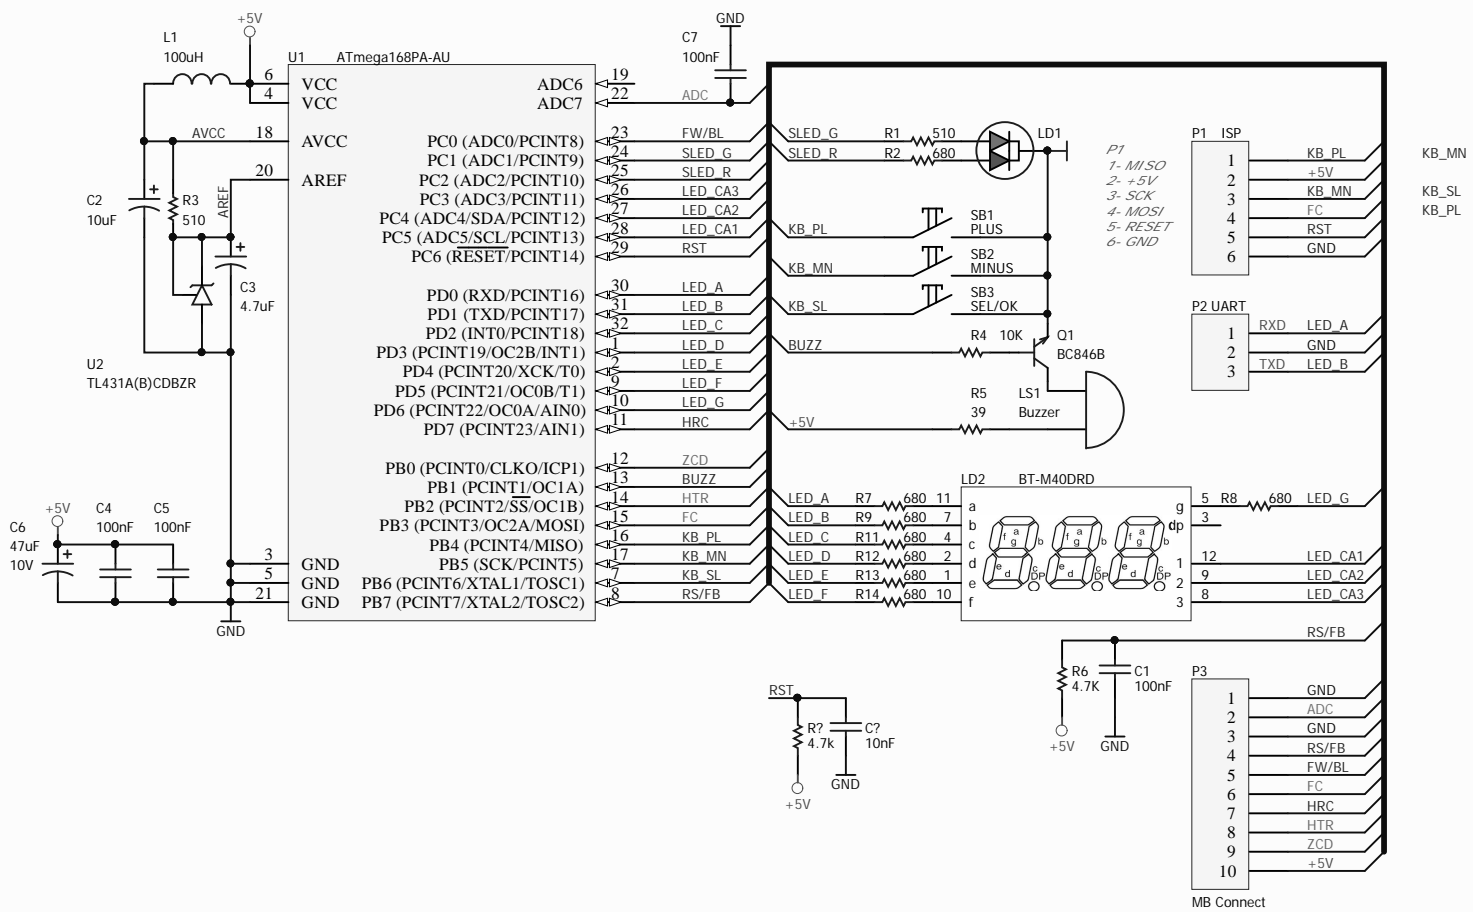 +5V
L1
100uH
U1 ATmega168PA-AU
6 VCC
4 VCC
AVCC 18 AVCC
20 AREF
AREF
C2
10uF
R3
510
C3
4.7uF
U2
TL431A(B)CDBZR
+5V
C6
47uF
10V
C4
100nF
C5
100nF
3 GND
5 GND
21 GND
GND
ADC6 19
ADC7 22 ADC
PC0 (ADC0/PCINT8) 23 FW/BL
PC1 (ADC1/PCINT9) 24 SLED_G
PC2 (ADC2/PCINT10) 25 SLED_R
PC3 (ADC3/PCINT11) 26 LED_CA3
PC4 (ADC4/SDA/PCINT12) 27 LED_CA2
PC5 (ADC5/SCL/PCINT13) 28 LED_CA1
PC6 (RESET/PCINT14) 29 RST
PD0 (RXD/PCINT16) 30 LED_A
PD1 (TXD/PCINT17) 31 LED_B
PD2 (INT0/PCINT18) 32 LED_C
PD3 (PCINT19/OC2B/INT1) 1 LED_D
PD4 (PCINT20/XCK/T0) 2 LED_E
PD5 (PCINT21/OC0B/T1) 9 LED_F
PD6 (PCINT22/OC0A/AIN0) 10 LED_G
PD7 (PCINT23/AIN1) 11 HRC
PB0 (PCINT0/CLKO/ICP1) 12 ZCD
PB1 (PCINT1/OC1A) 13 BUZZ
PB2 (PCINT2/SS/OC1B) 14 HTR
PB3 (PCINT3/OC2A/MOSI) 15 FC
PB4 (PCINT4/MISO) 16 KB_PL
PB5 (SCK/PCINT5) 17 KB_MN
PB6 (PCINT6/XTAL1/TOSC1) 7 KB_SL
PB7 (PCINT7/XTAL2/TOSC2) 8 RS/FB
GND
C7
100nF
SLED_G R1 510
SLED_R R2 680
LD1
KB_PL
SB1
PLUS
KB_MN
SB2
MINUS
KB_SL
SB3
SEL/OK
BUZZ R4 10K Q1
BC846B
+5V
R5
39
LS1
Buzzer
P1
1- MISO
2- +5V
3- SCK
4- MOSI
5- RESET
6- GND
P1 ISP
1 KB_PL KB_MN
2 +5V
3 KB_MN KB_SL
4 FC KB_PL
5 RST
6 GND
P2 UART
1 RXD LED_A
2 GND
3 TXD LED_B
LD2 BT-M40DRD
LED_A R7 680 11 a
LED_B R9 680 7 b
LED_C R11 680 4 c
LED_D R12 680 2 d
LED_E R13 680 1 e
LED_F R14 680 10 f
a b c d e f g DP
a b c d e f g DP
a b c d e f g DP
g 5 R8 680 LED_G
dp 3
1 12 LED_CA1
2 9 LED_CA2
3 8 LED_CA3
RS/FB
R6
4.7K
C1
100nF
+5V
GND
RST
R?
4.7k
C?
10nF
GND
+5V
P3
1 GND
2 ADC
3 GND
4 RS/FB
5 FW/BL
6 FC
7 HRC
8 HTR
9 ZCD
10 +5V
MB Connect